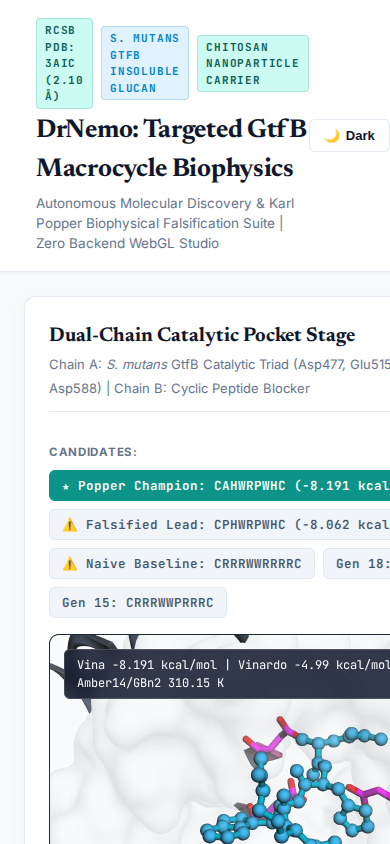 RCSB
PDB:
3AIC
(2.10
Å)
S. MUTANS
GTFB
INSOLUBLE
GLUCAN
CHITOSAN
NANOPARTICLE
CARRIER
DrNemo: Targeted GtfB
🌙 Dark
Macrocycle Biophysics
Autonomous Molecular Discovery & Karl
Popper Biophysical Falsification Suite |
Zero Backend WebGL Studio
Dual-Chain Catalytic Pocket Stage
Chain A: S. mutans GtfB Catalytic Triad (Asp477, Glu515
Asp588) | Chain B: Cyclic Peptide Blocker
CANDIDATES:
★ Popper Champion: CAHWRPWHC (-8.191 kcal
⚠️ Falsified Lead: CPHWRPWHC (-8.062 kcal
⚠️ Naive Baseline: CRRRWWRRRRC
Gen 18:
Gen 15: CRRRWWPRRRC
Vina -8.191 kcal/mol | Vinardo -4.99 kcal/mol
Amber14/GBn2 310.15 K